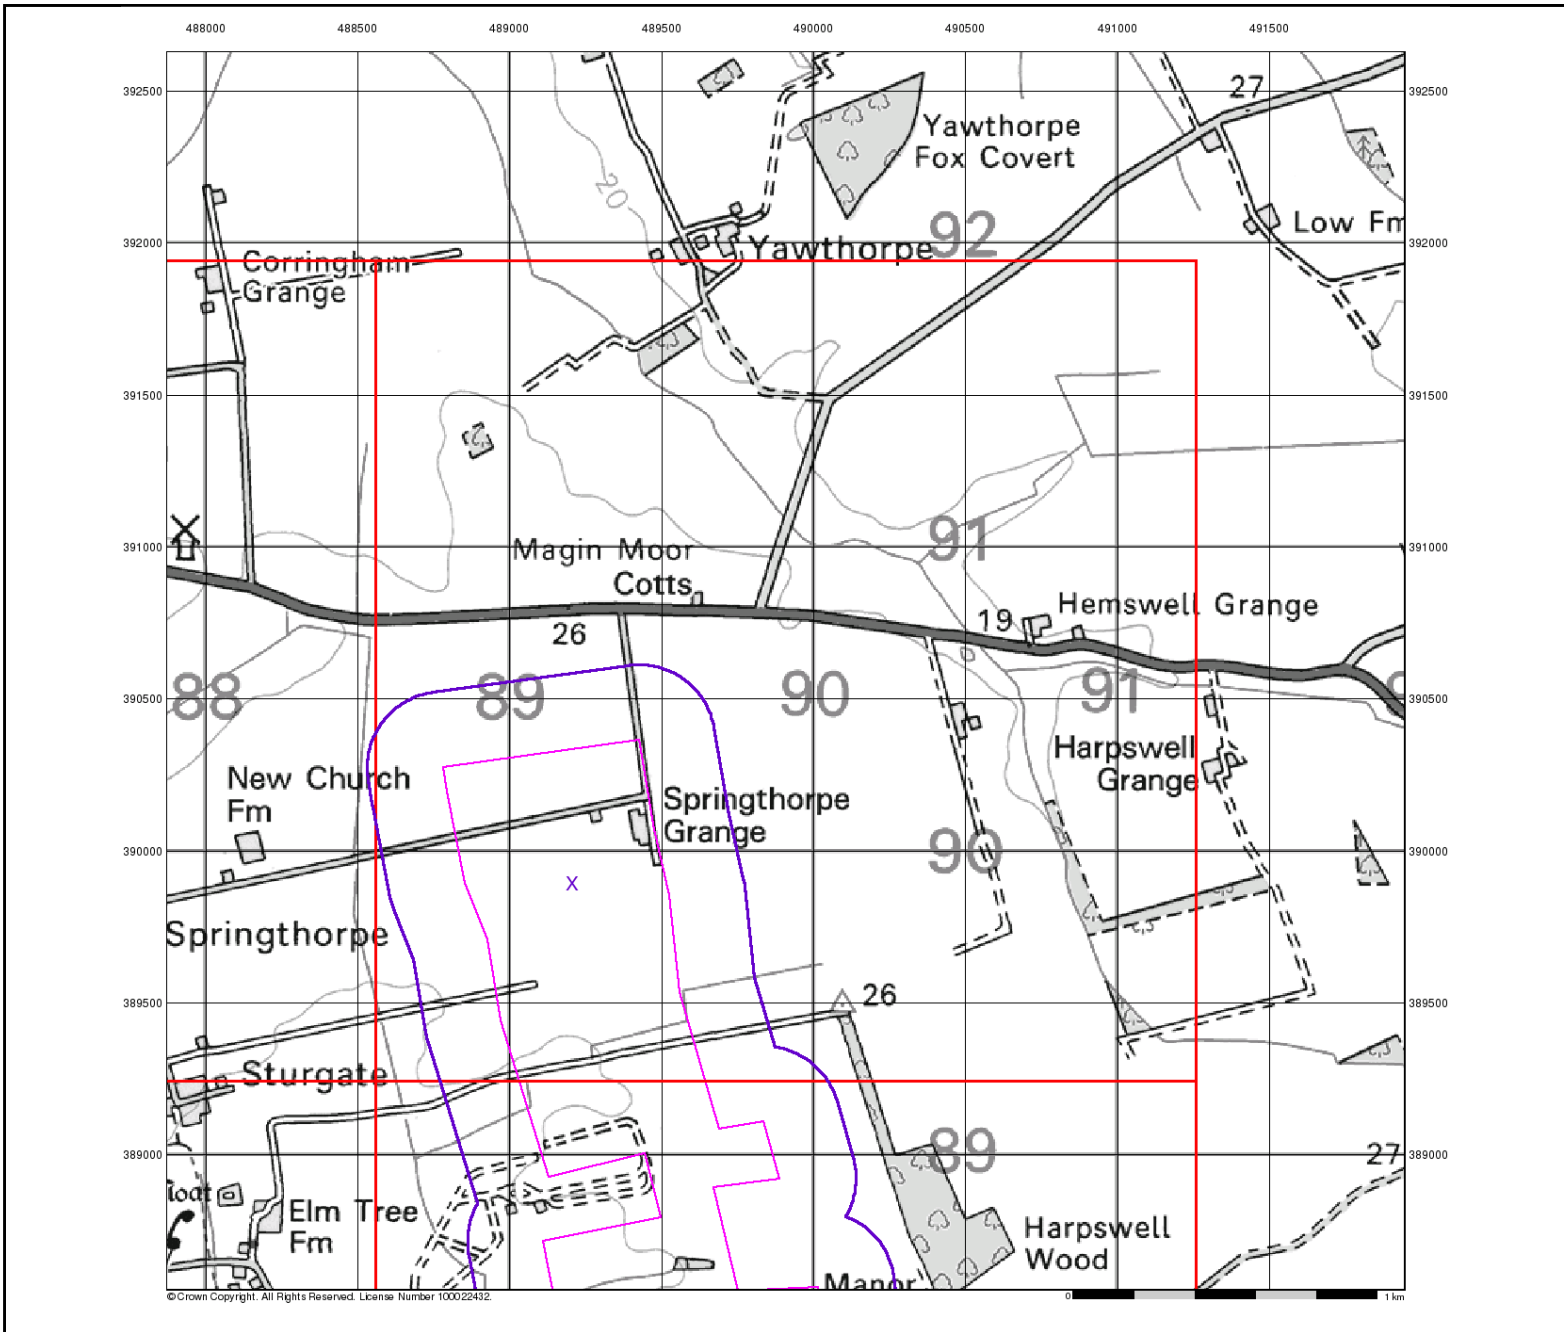 488000 488500 489000 489500 490000 490500 491000 491500
392500 392500
27
Yawthorpe
Fox Covert
20
Low Fm
392000 392000
92
Yawthorpe
Corringham
Grange
391500 391500
391000 391000
91
Magin Moor
Cotts
26
19
Hemswell Grange
390500 390500
88 89 90 91
New Church
Fm
Springthorpe
Grange
Harpswell
Grange
390000 390000
90
X
Springthorpe
389500 389500
26
Sturgate
389000 389000
89
27
loat
Elm Tree
Fm
Harpswell
Wood
Manor
© Crown Copyright. All Rights Reserved. License Number 100022432.
0 1 km